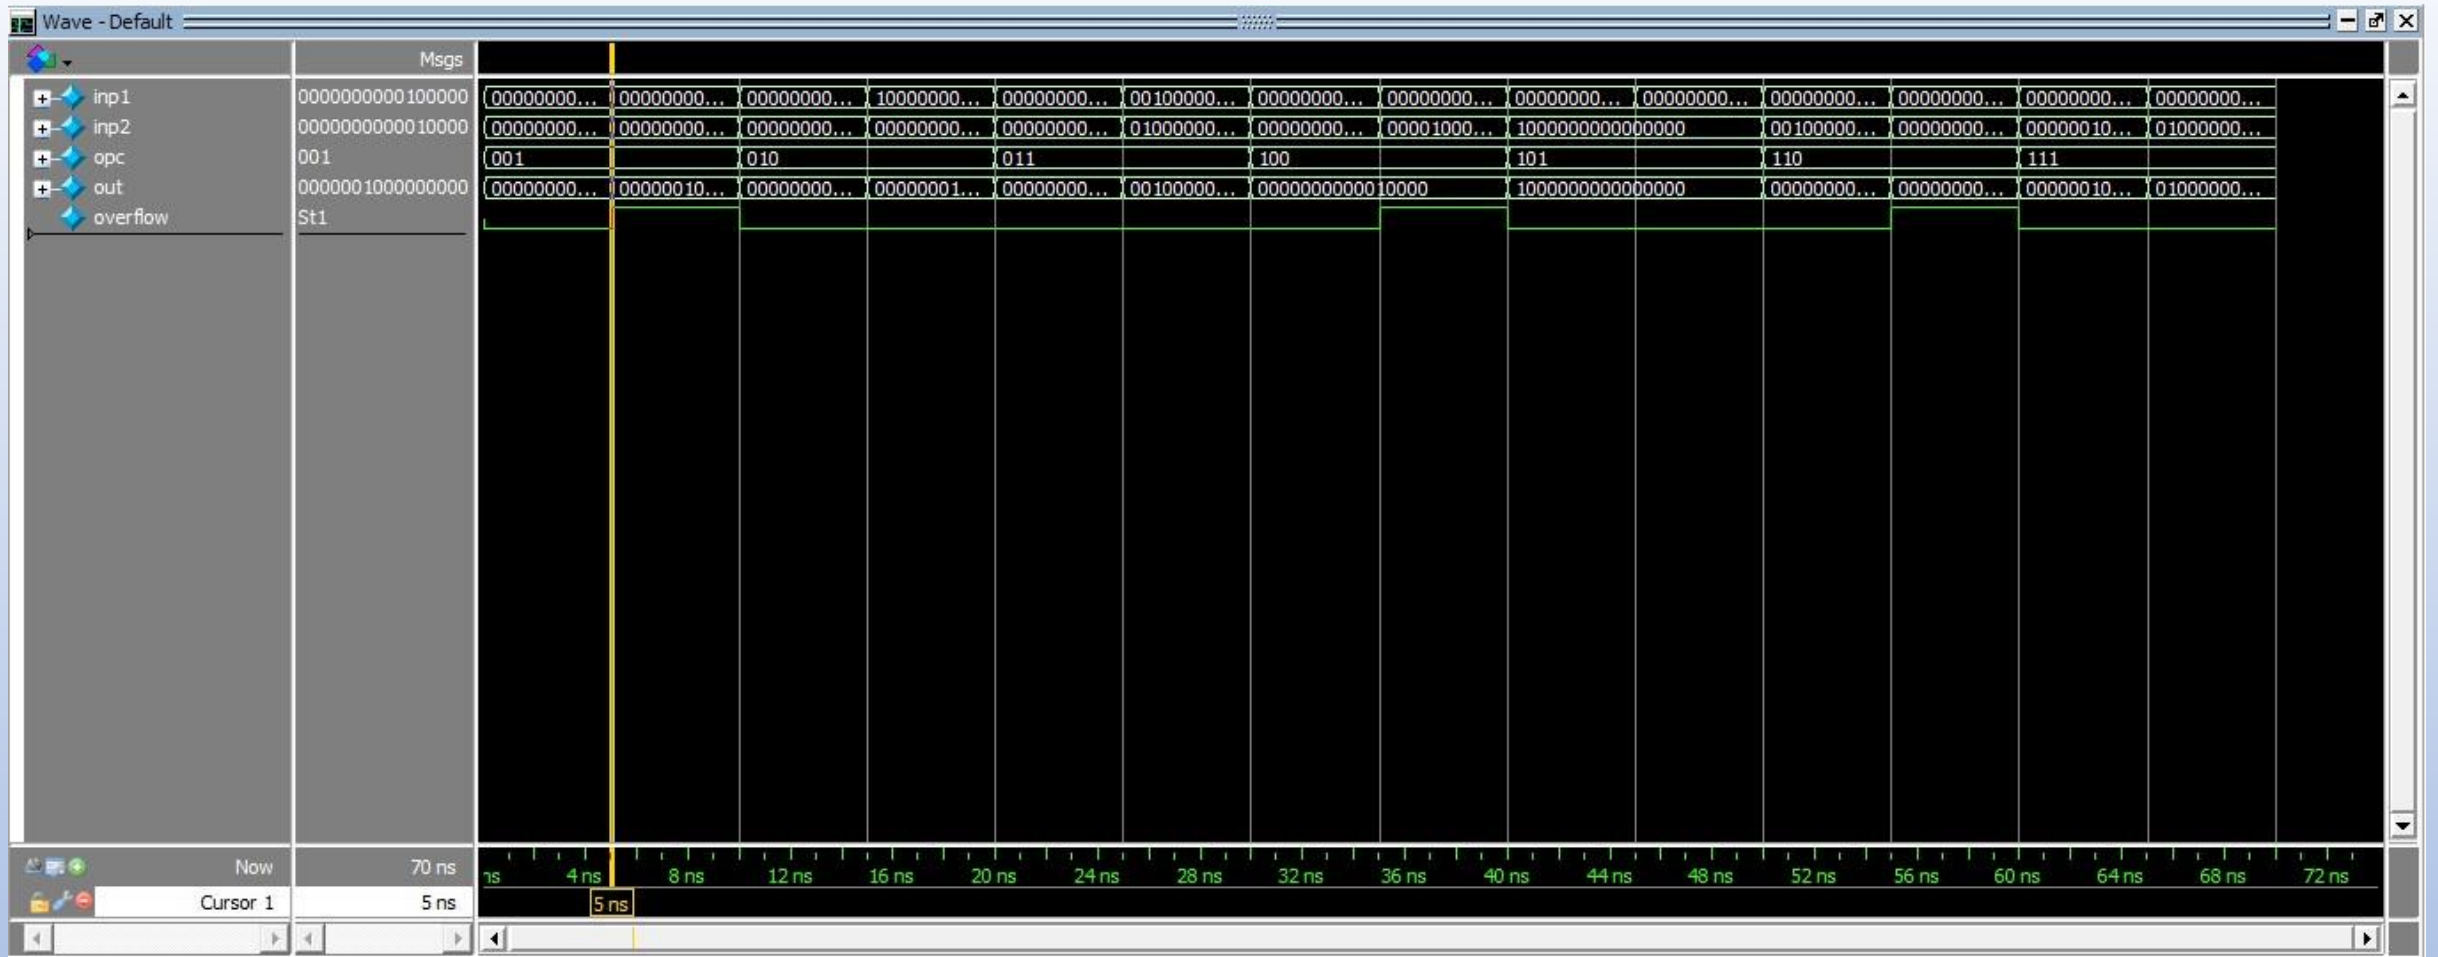 Wave - Default
Msgs
inp1 0000000000100000 00000000... 00000000... 00000000... 10000000... 00000000... 00100000... 00000000... 00000000... 00000000... 00000000... 00000000... 00000000... 00000000... 00000000...
inp2 0000000000010000 00000000... 00000000... 00000000... 00000000... 00000000... 01000000... 00000000... 00001000... 1000000000000000 00100000... 00000000... 00000010... 01000000...
opc 001 001 010 011 100 101 110 111
out 0000001000000000 00000000... 00000010... 00000000... 00000001... 00000000... 00100000... 0000000000010000 1000000000000000 00000000... 00000000... 00000010... 01000000...
overflow St1
Now 70 ns ns 4 ns 8 ns 12 ns 16 ns 20 ns 24 ns 28 ns 32 ns 36 ns 40 ns 44 ns 48 ns 52 ns 56 ns 60 ns 64 ns 68 ns 72 ns
Cursor 1 5 ns 5 ns